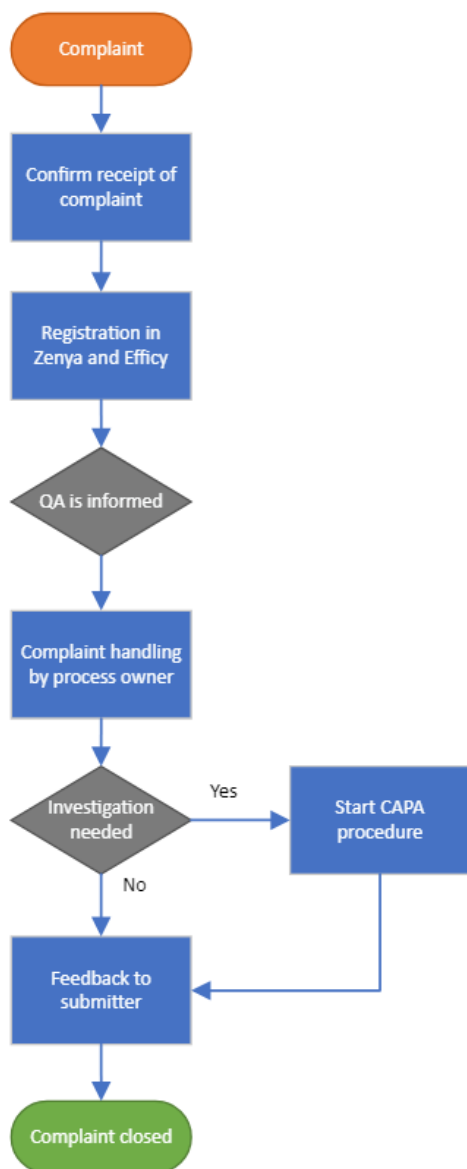 Complaint
Confirm receipt of
complaint
Registration in
Zenya and Efficy
QA is informed
Complaint handling
by process owner
Investigation
needed
Yes
Start CAPA
procedure
No
Feedback to
submitter
Complaint closed